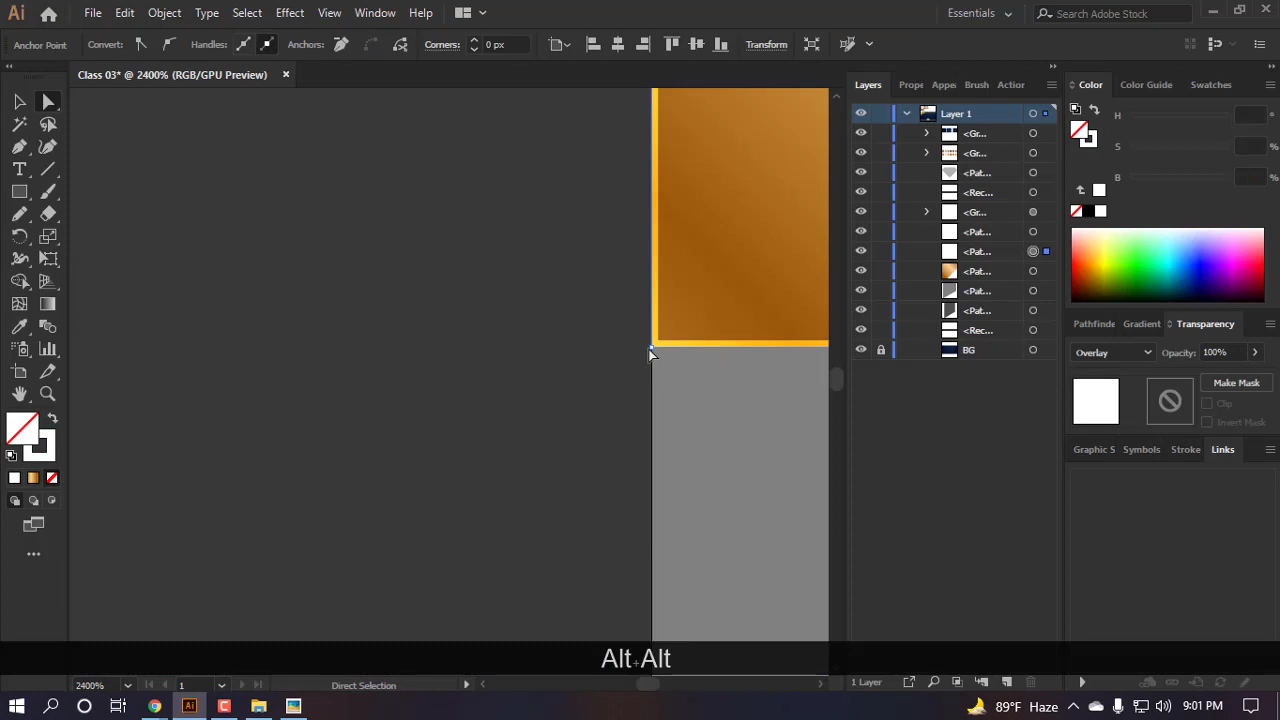 Ai File Edit Object Type Select Effect View Window Help Essentials Search Adobe Stock
Anchor Point Convert: Handles: Anchors: Corners: 0 px Transform
Class 03* @ 2400% (RGB/GPU Preview)
Layers Prope Appea Brush Action
Color Color Guide Swatches
Layer 1
<Gr...
<Gr...
<Pat...
<Rec...
<Gr...
<Pat...
<Pat...
<Pat...
<Pat...
<Pat...
<Rec...
BG
H °
S %
B %
Pathfinde Gradient Transparency
Overlay Opacity: 100%
Make Mask
Clip
Invert Mask
Graphic S Symbols Stroke Links
Alt+Alt
2400% 1 Direct Selection
1 Layer
Ai 89°F Haze 9:01 PM